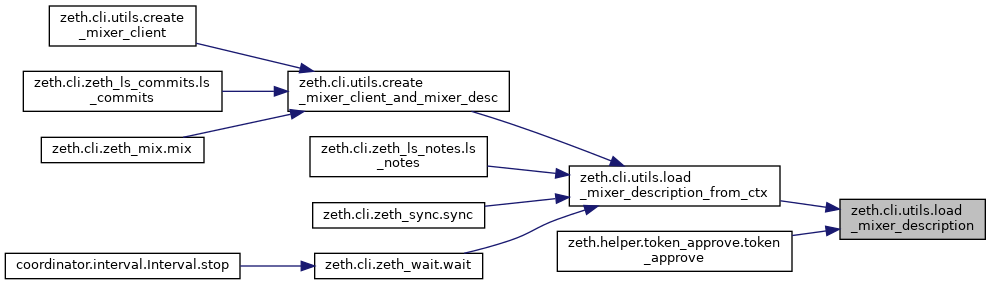 zeth.cli.utils.create
_mixer_client
zeth.cli.zeth_ls_commits.ls
_commits
zeth.cli.zeth_mix.mix
coordinator.interval.Interval.stop
zeth.cli.utils.create
_mixer_client_and_mixer_desc
zeth.cli.zeth_ls_notes.ls
_notes
zeth.cli.zeth_sync.sync
zeth.cli.zeth_wait.wait
zeth.cli.utils.load
_mixer_description_from_ctx
zeth.helper.token_approve.token
_approve
zeth.cli.utils.load
_mixer_description